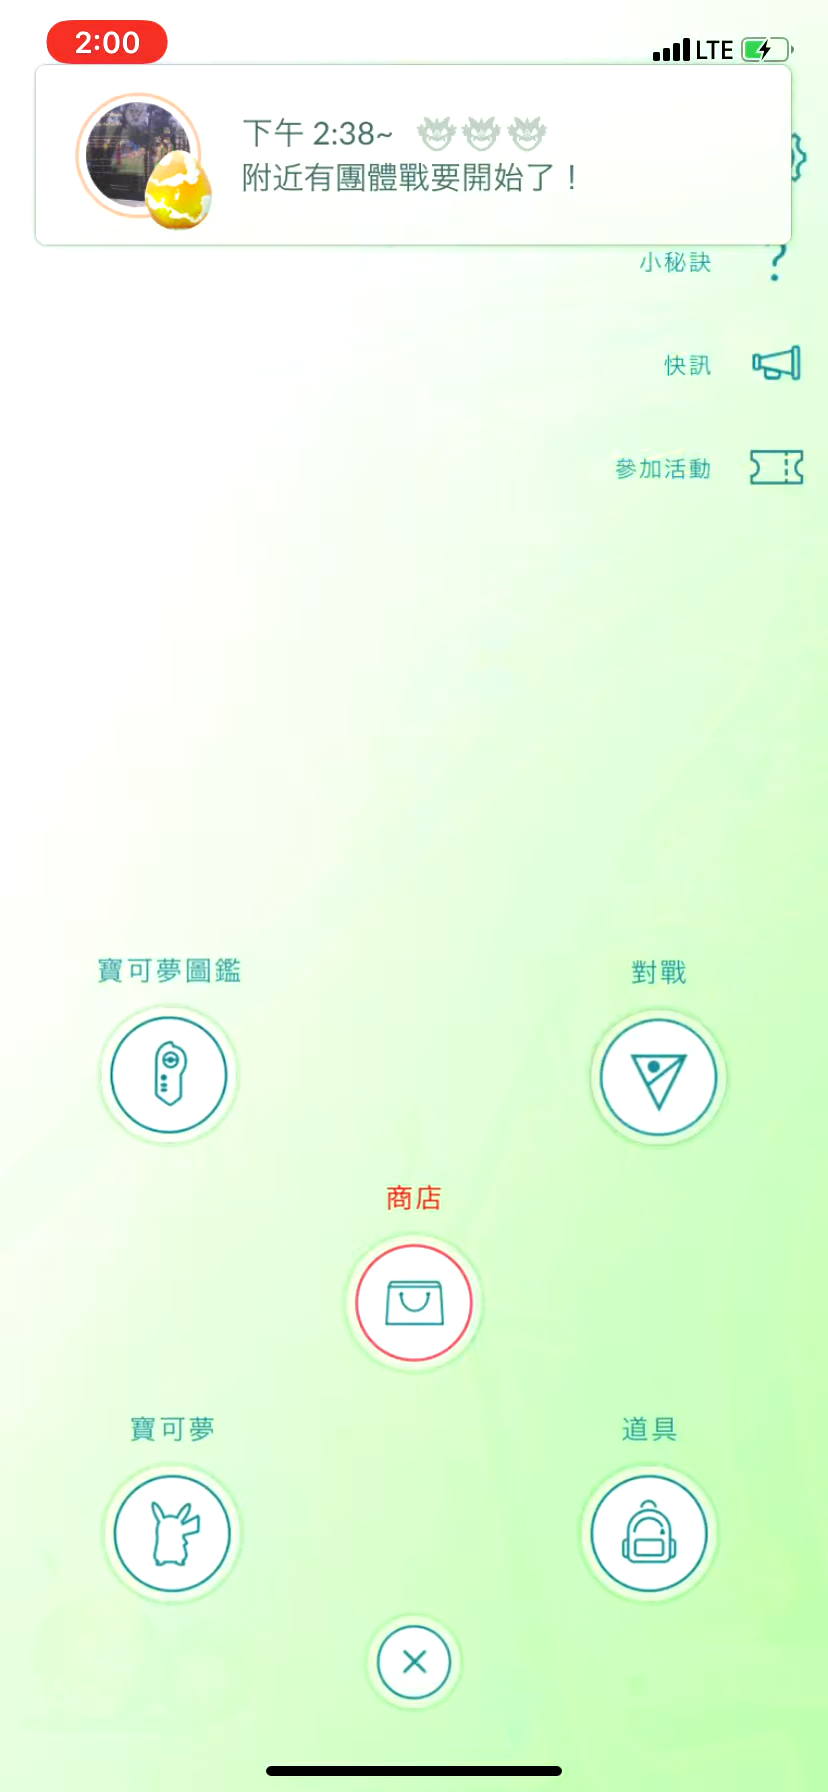 2:00
LTE
下午 2:38~
附近有團體戰要開始了！
小秘訣
快訊
參加活動
寶可夢圖鑑
對戰
商店
寶可夢
道具